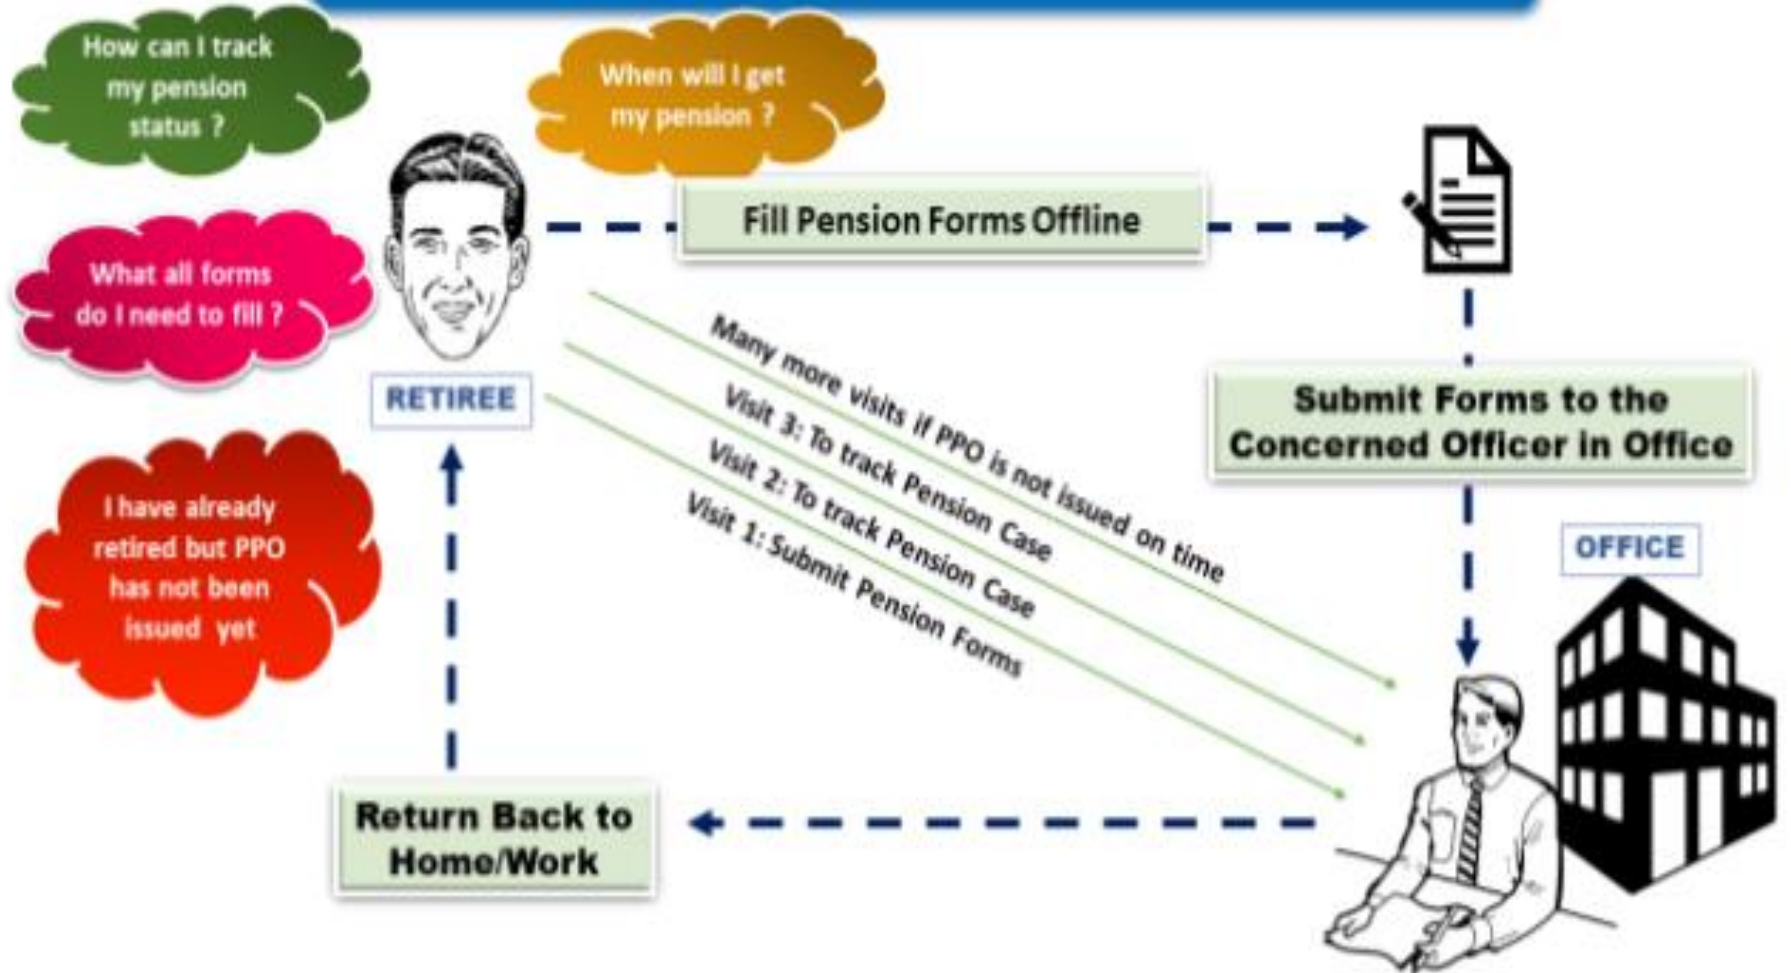 How can I track
my pension
status ?
When will I get
my pension ?
Fill Pension Forms Offline
What all forms
do I need to fill ?
RETIREE
Many more visits if PPO is not issued on time
Visit 3: To track Pension Case
Visit 2: To track Pension Case
Visit 1: Submit Pension Forms
Submit Forms to the
Concerned Officer in Office
I have already
retired but PPO
has not been
issued yet
OFFICE
Return Back to
Home/Work